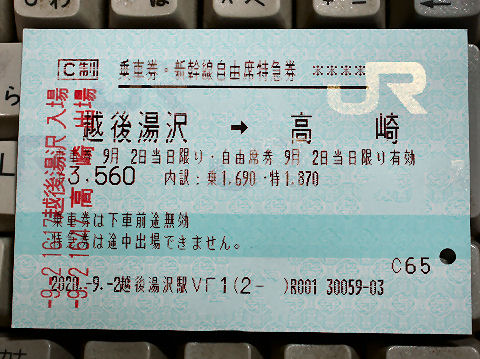 C制
乗車券・新幹線自由席特急券 ****
JR
越後湯沢 → 高崎
乗車券 9月 2日当日限り・自由席券 9月 2日当日限り有効
¥3,560 内訳:乗1,690・特1,870
乗車券は下車前途無効
特急券は途中出場できません。
C65
2020.-9.-2越後湯沢駅VF1(2- )R001 30059-03
越後湯沢 入場
高崎 出場